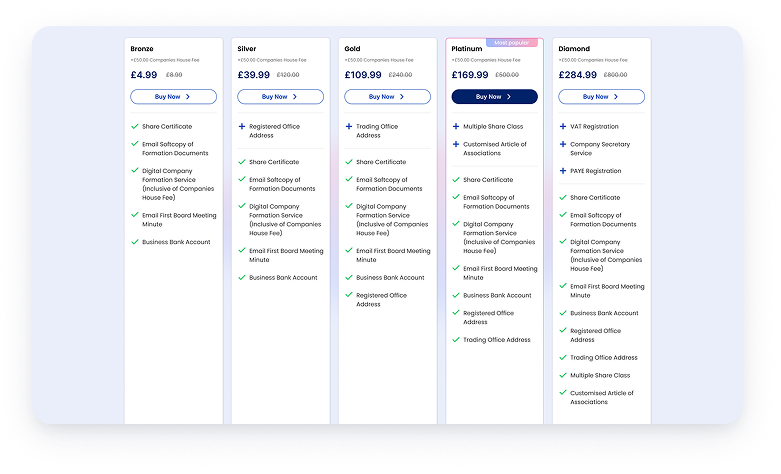 Bronze
+£50.00 Companies House Fee
£4.99 £8.99
Buy Now
Share Certificate
Email Softcopy of
Formation Documents
Digital Company
Formation Service
(Inclusive of Companies
House Fee)
Email First Board Meeting
Minute
Business Bank Account
Silver
+£50.00 Companies House Fee
£39.99 £120.00
Buy Now
Registered Office
Address
Share Certificate
Email Softcopy of
Formation Documents
Digital Company
Formation Service
(Inclusive of Companies
House Fee)
Email First Board Meeting
Minute
Business Bank Account
Gold
+£50.00 Companies House Fee
£109.99 £240.00
Buy Now
Trading Office
Address
Share Certificate
Email Softcopy of
Formation Documents
Digital Company
Formation Service
(Inclusive of Companies
House Fee)
Email First Board Meeting
Minute
Business Bank Account
Registered Office
Address
Most popular
Platinum
+£50.00 Companies House Fee
£169.99 £500.00
Buy Now
Multiple Share Class
Customised Article of
Associations
Share Certificate
Email Softcopy of
Formation Documents
Digital Company
Formation Service
(Inclusive of Companies
House Fee)
Email First Board Meeting
Minute
Business Bank Account
Registered Office
Address
Trading Office Address
Diamond
+£50.00 Companies House Fee
£284.99 £800.00
Buy Now
VAT Registration
Company Secretary
Service
PAYE Registration
Share Certificate
Email Softcopy of
Formation Documents
Digital Company
Formation Service
(Inclusive of Companies
House Fee)
Email First Board Meeting
Minute
Business Bank Account
Registered Office
Address
Trading Office Address
Multiple Share Class
Customised Article of
Associations